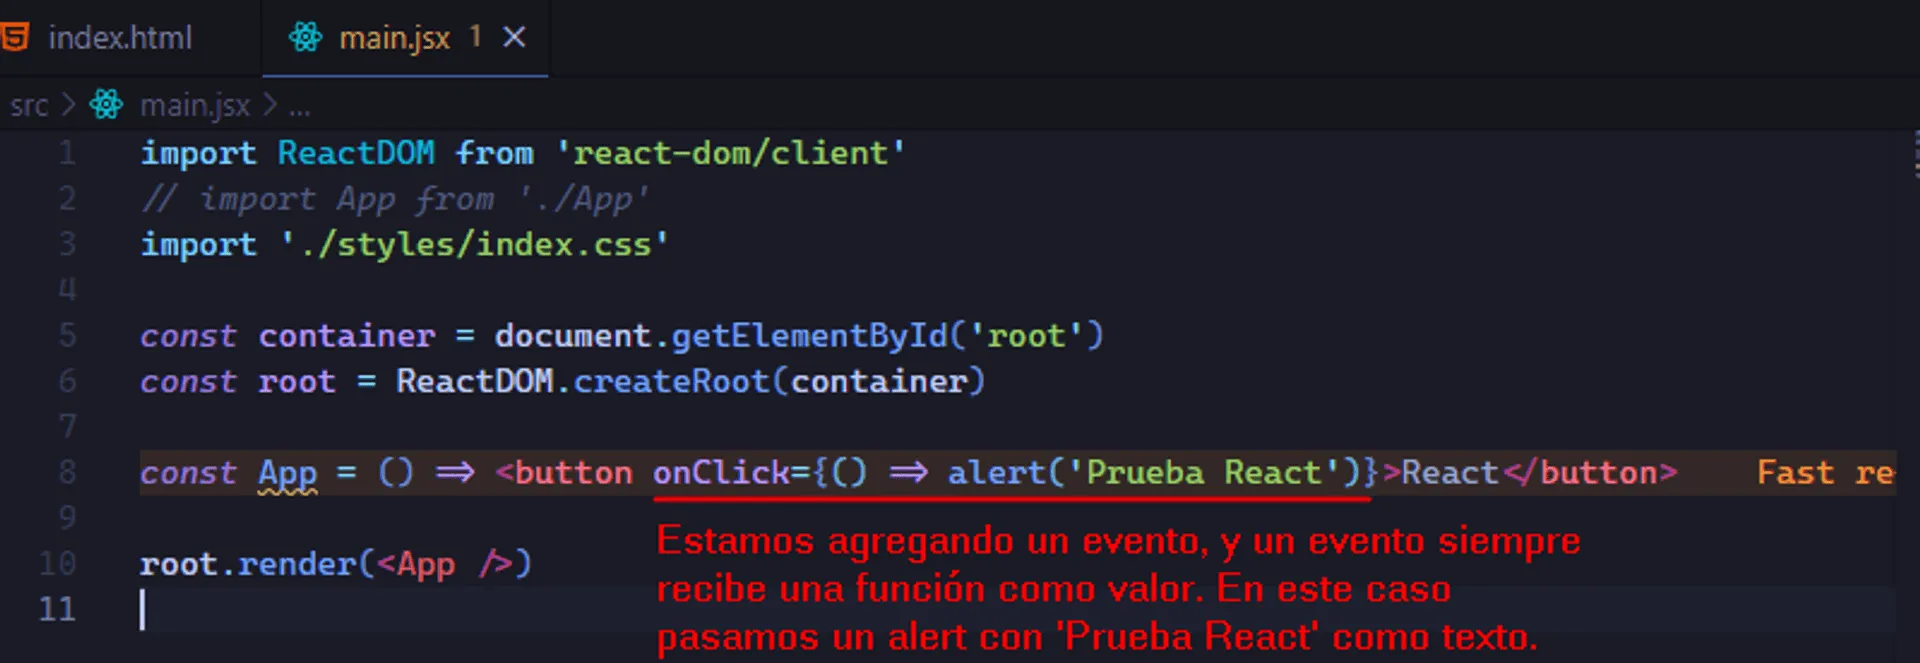 index.html
main.jsx 1
src > main.jsx > ...
1 import ReactDOM from 'react-dom/client'
2 // import App from './App'
3 import './styles/index.css'
4
5 const container = document.getElementById('root')
6 const root = ReactDOM.createRoot(container)
7
8 const App = () => <button onClick={() => alert('Prueba React')}>React</button> Fast re
9
10 root.render(<App />)
11
Estamos agregando un evento, y un evento siempre
recibe una función como valor. En este caso
pasamos un alert con 'Prueba React' como texto.